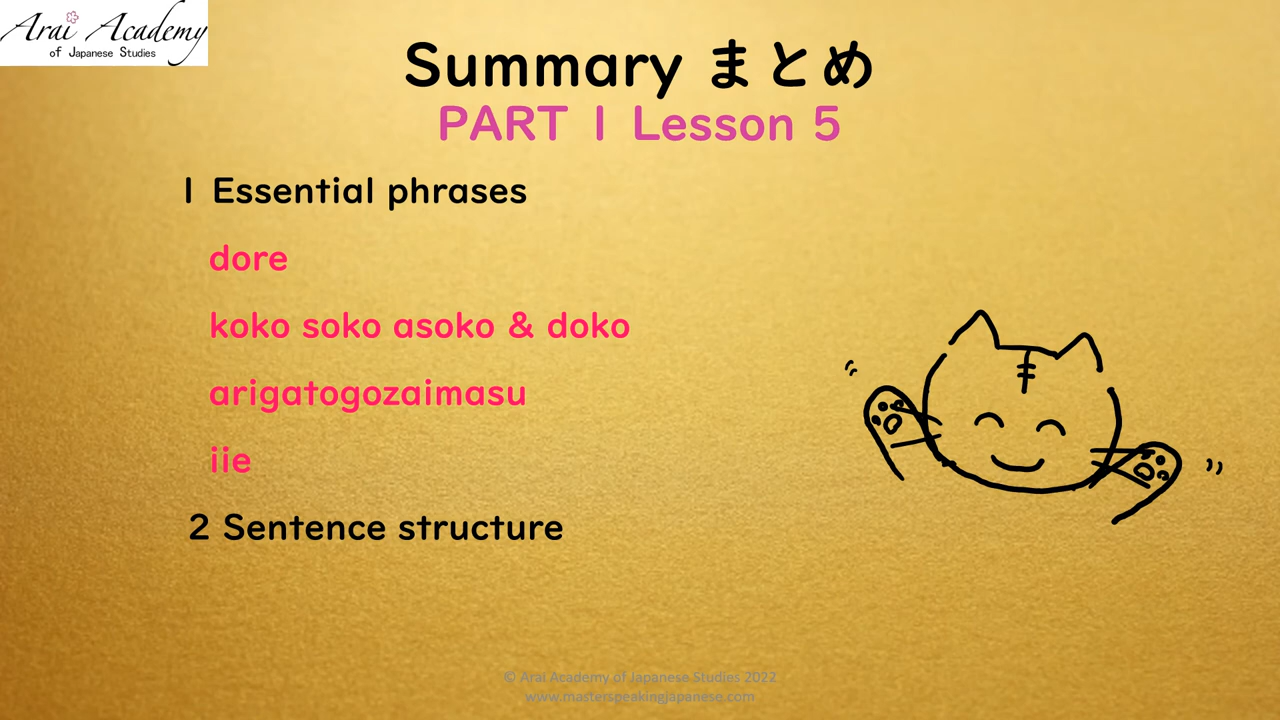 Arai Academy
of Japanese Studies
Summary まとめ
PART 1 Lesson 5
1 Essential phrases
dore
koko soko asoko & doko
arigatogozaimasu
iie
2 Sentence structure
© Arai Academy of Japanese Studies 2022
www.masterspeakingjapanese.com